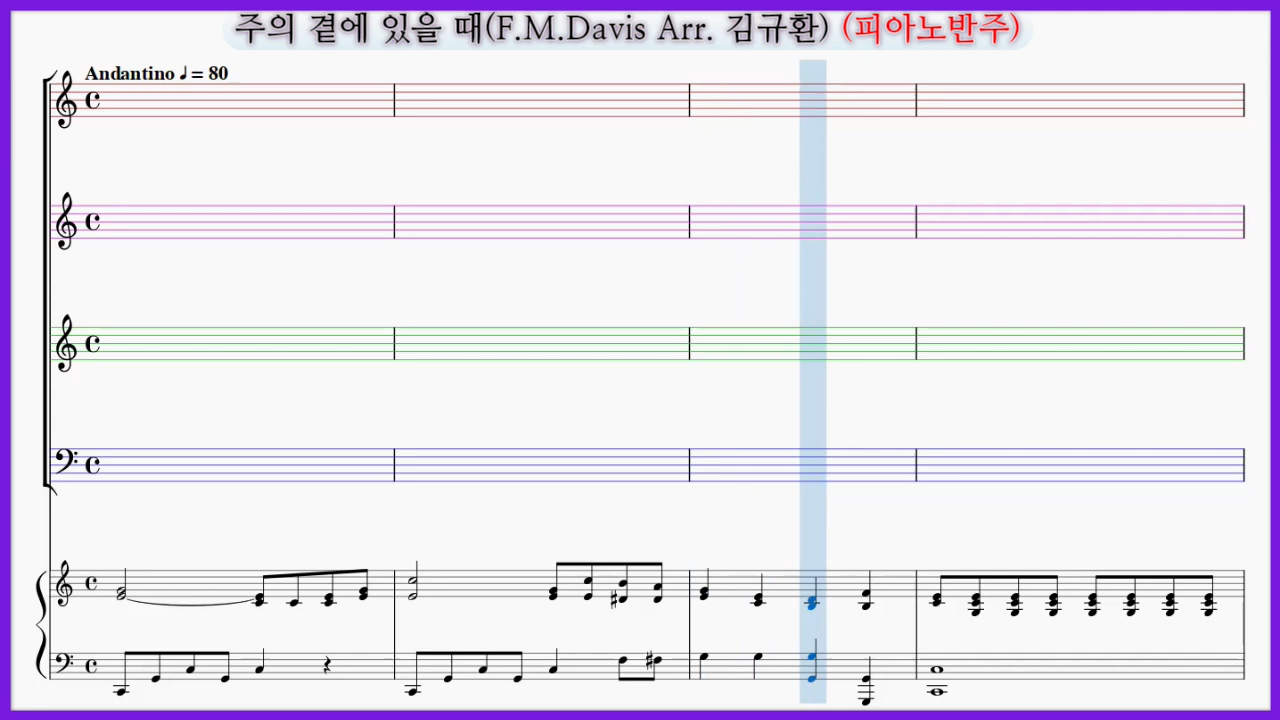 주의 곁에 있을 때(F.M.Davis Arr. 김규환) (피아노반주)
Andantino ♩= 80